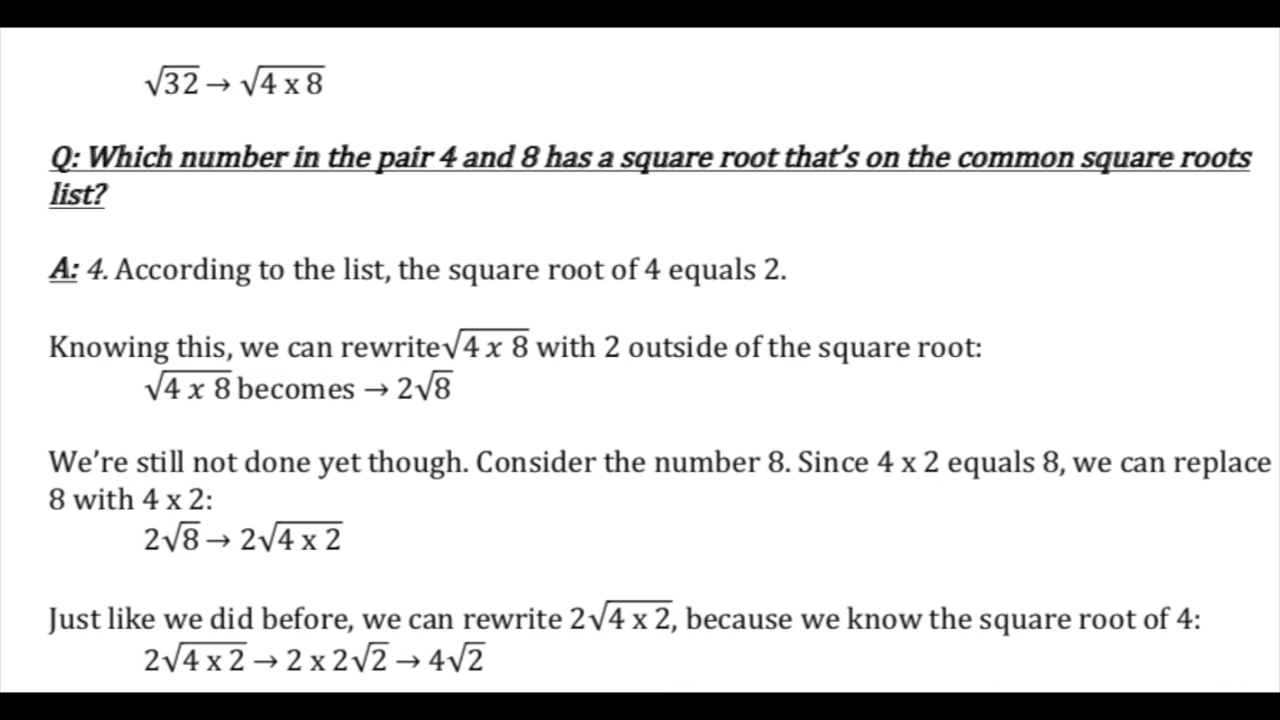 √32 → √4 x 8
Q: Which number in the pair 4 and 8 has a square root that's on the common square roots
list?
A: 4. According to the list, the square root of 4 equals 2.
Knowing this, we can rewrite√4 x 8 with 2 outside of the square root:
√4 x 8 becomes → 2√8
We're still not done yet though. Consider the number 8. Since 4 x 2 equals 8, we can replace
8 with 4 x 2:
2√8 → 2√4 x 2
Just like we did before, we can rewrite 2√4 x 2, because we know the square root of 4:
2√4 x 2 → 2 x 2√2 → 4√2